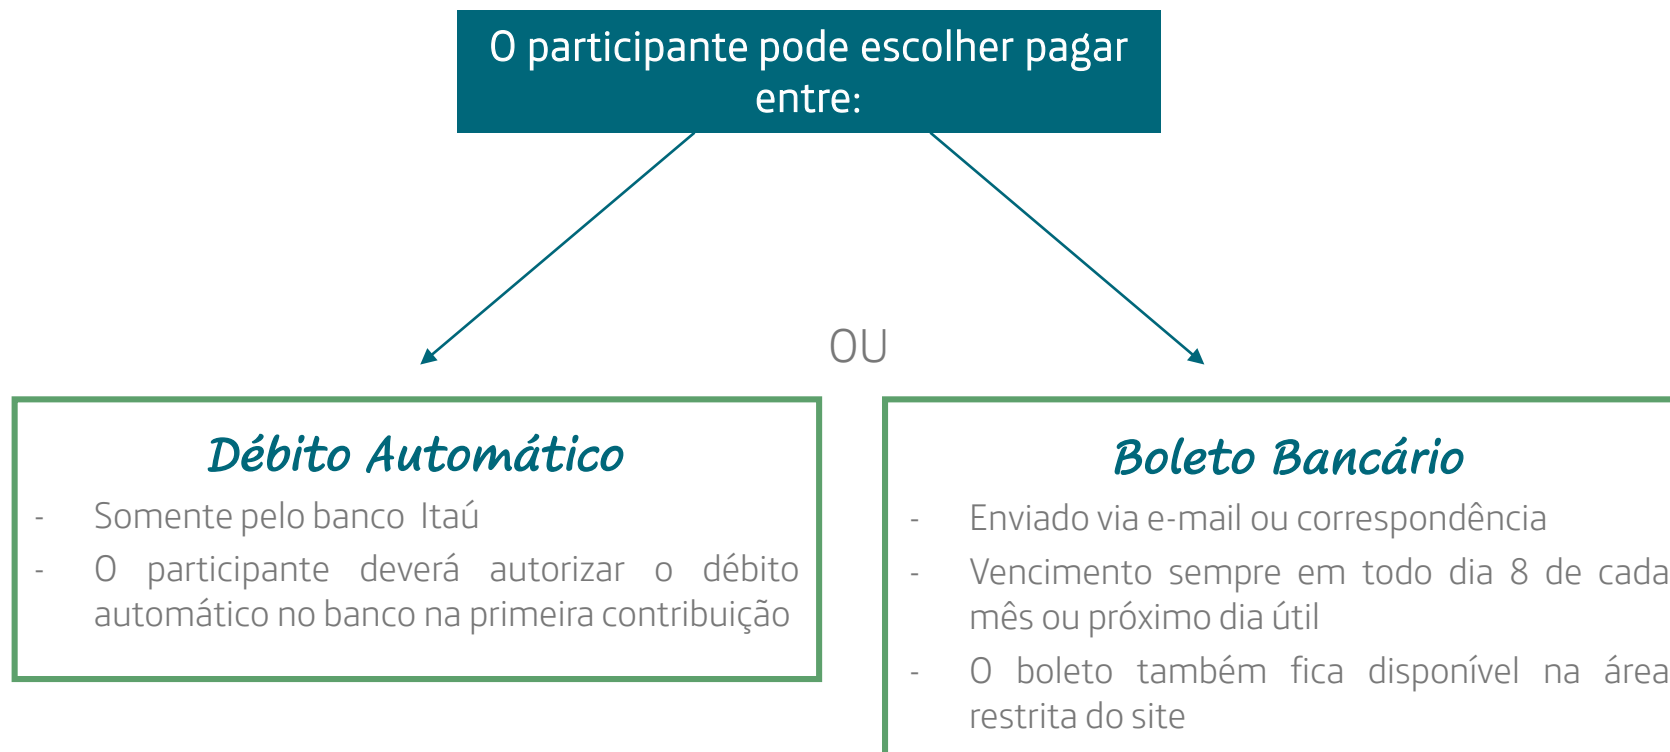 O participante pode escolher pagar
entre:
OU
Débito Automático
- Somente pelo banco Itaú
- O participante deverá autorizar o débito
automático no banco na primeira contribuição
Boleto Bancário
- Enviado via e-mail ou correspondência
- Vencimento sempre em todo dia 8 de cada
mês ou próximo dia útil
- O boleto também fica disponível na área
restrita do site